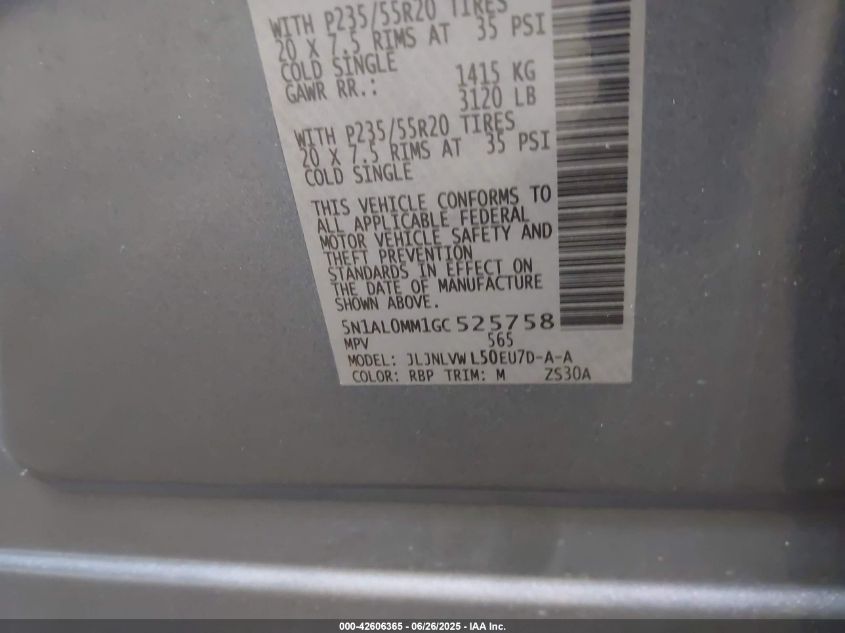 WITH P235/55R20 TIRES
20 X 7.5 RIMS AT 35 PSI
COLD SINGLE
GAWR RR.: 1415 KG
3120 LB
WITH P235/55R20 TIRES
20 X 7.5 RIMS AT 35 PSI
COLD SINGLE
THIS VEHICLE CONFORMS TO
ALL APPLICABLE FEDERAL
MOTOR VEHICLE SAFETY AND
THEFT PREVENTION
STANDARDS IN EFFECT ON
THE DATE OF MANUFACTURE
SHOWN ABOVE.
5N1AL0MM1GC525758
MPV 565
MODEL: JLJNLVWL50EU7D-A-A
COLOR: RBP TRIM: M ZS30A
000-42606365 - 06/26/2025 - IAA Inc.